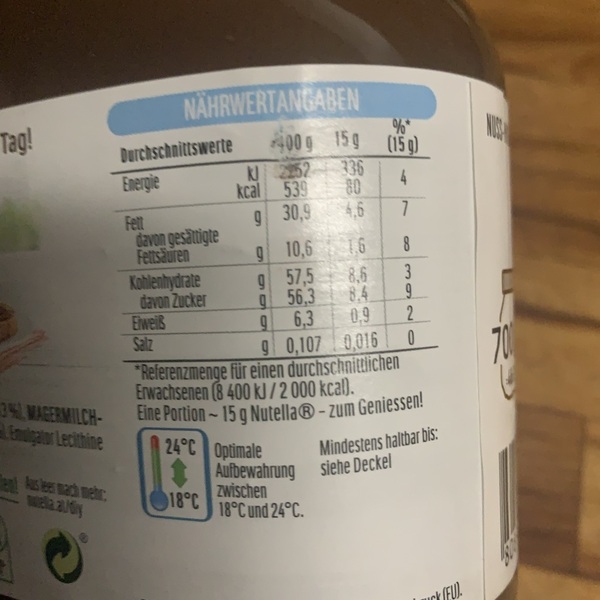 NÄHRWERTANGABEN
Tag!
Durchschnittswerte 100 g 15 g %* (15 g)
Energie kJ 2252 336 4
kcal 539 80
Fett g 30,9 4,6 7
davon gesättigte
Fettsäuren g 10,6 1,6 8
Kohlenhydrate g 57,5 8,6 3
davon Zucker g 56,3 8,4 9
Eiweiß g 6,3 0,9 2
Salz g 0,107 0,016 0
*Referenzmenge für einen durchschnittlichen
Erwachsenen (8 400 kJ / 2 000 kcal).
Eine Portion ~ 15 g Nutella® – zum Geniessen!
MAGERMILCH-
Emulgator Lecithine
Aus leer mach mehr:
nutella.at/diy
24°C
18°C
Optimale
Aufbewahrung
zwischen
18°C und 24°C.
Mindestens haltbar bis:
siehe Deckel
®
NUSS-
(EU).